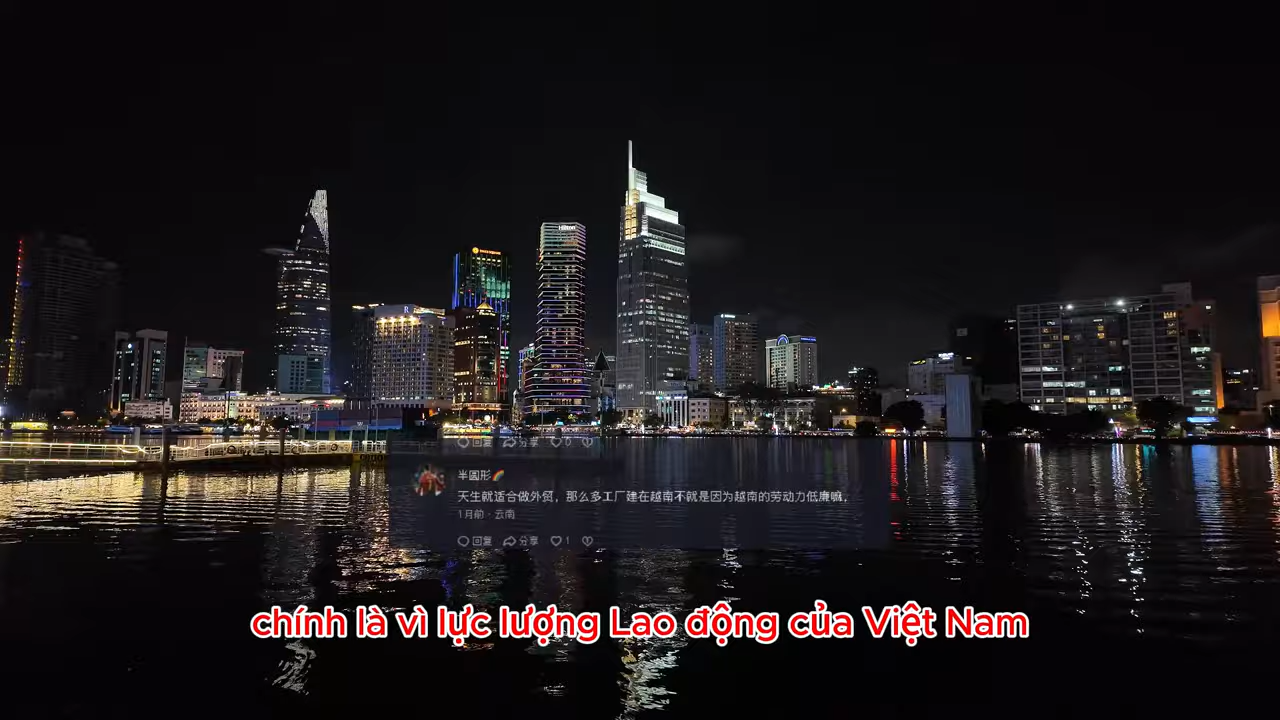 Hilton
回复 分享 0
半圆形🌈
天生就适合做外贸，那么多工厂建在越南不就是因为越南的劳动力低廉嘛，
1月前 · 云南
回复 分享 1
chính là vì lực lượng Lao động của Việt Nam